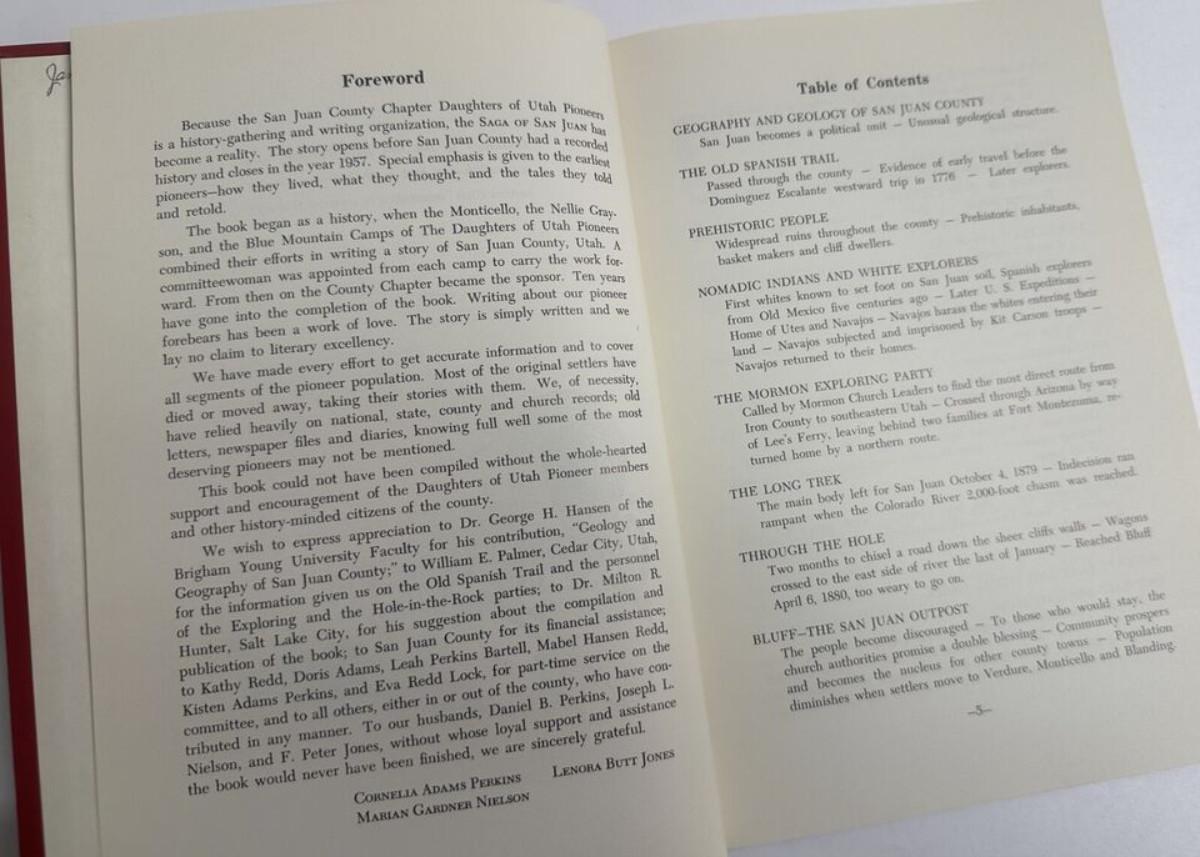 Ja
Foreword
Because the San Juan County Chapter Daughters of Utah Pioneers
is a history-gathering and writing organization, the SAGA OF SAN JUAN has
become a reality. The story opens before San Juan County had a recorded
history and closes in the year 1957. Special emphasis is given to the earliest
pioneers—how they lived, what they thought, and the tales they told
and retold.
The book began as a history, when the Monticello, the Nellie Gray-
son, and the Blue Mountain Camps of The Daughters of Utah Pioneers
combined their efforts in writing a story of San Juan County, Utah. A
committeewoman was appointed from each camp to carry the work for-
ward. From then on the County Chapter became the sponsor. Ten years
have gone into the completion of the book. Writing about our pioneer
forebears has been a work of love. The story is simply written and we
lay no claim to literary excellency.
We have made every effort to get accurate information and to cover
all segments of the pioneer population. Most of the original settlers have
died or moved away, taking their stories with them. We, of necessity,
have relied heavily on national, state, county and church records; old
letters, newspaper files and diaries, knowing full well some of the most
deserving pioneers may not be mentioned.
This book could not have been compiled without the whole-hearted
support and encouragement of the Daughters of Utah Pioneer members
and other history-minded citizens of the county.
We wish to express appreciation to Dr. George H. Hansen of the
Brigham Young University Faculty for his contribution, "Geology and
Geography of San Juan County;" to William E. Palmer, Cedar City, Utah,
for the information given us on the Old Spanish Trail and the personnel
of the Exploring and the Hole-in-the-Rock parties; to Dr. Milton R.
Hunter, Salt Lake City, for his suggestion about the compilation and
publication of the book; to San Juan County for its financial assistance;
to Kathy Redd, Doris Adams, Leah Perkins Bartell, Mabel Hansen Redd,
Kisten Adams Perkins, and Eva Redd Lock, for part-time service on the
committee, and to all others, either in or out of the county, who have con-
tributed in any manner. To our husbands, Daniel B. Perkins, Joseph L.
Nielson, and F. Peter Jones, without whose loyal support and assistance
the book would never have been finished, we are sincerely grateful.
CORNELIA ADAMS PERKINS LENORA BUTT JONES
MARIAN GARDNER NIELSON
Table of Contents
GEOGRAPHY AND GEOLOGY OF SAN JUAN COUNTY
San Juan becomes a political unit — Unusual geological structure.
THE OLD SPANISH TRAIL
Passed through the county — Evidence of early travel before the
Dominguez Escalante westward trip in 1776 — Later explorers.
PREHISTORIC PEOPLE
Widespread ruins throughout the county — Prehistoric inhabitants,
basket makers and cliff dwellers.
NOMADIC INDIANS AND WHITE EXPLORERS
First whites known to set foot on San Juan soil, Spanish explorers
from Old Mexico five centuries ago — Later U. S. Expeditions —
Home of Utes and Navajos — Navajos harass the whites entering their
land — Navajos subjected and imprisoned by Kit Carson troops —
Navajos returned to their homes.
THE MORMON EXPLORING PARTY
Called by Mormon Church Leaders to find the most direct route from
Iron County to southeastern Utah — Crossed through Arizona by way
of Lee's Ferry, leaving behind two families at Fort Montezuma, re-
turned home by a northern route.
THE LONG TREK
The main body left for San Juan October 4, 1879 — Indecision ran
rampant when the Colorado River 2,000-foot chasm was reached.
THROUGH THE HOLE
Two months to chisel a road down the sheer cliffs walls — Wagons
crossed to the east side of river the last of January — Reached Bluff
April 6, 1880, too weary to go on.
BLUFF—THE SAN JUAN OUTPOST
The people become discouraged — To those who would stay, the
church authorities promise a double blessing — Community prospers
and becomes the nucleus for other county towns — Population
diminishes when settlers move to Verdure, Monticello and Blanding.
—5—